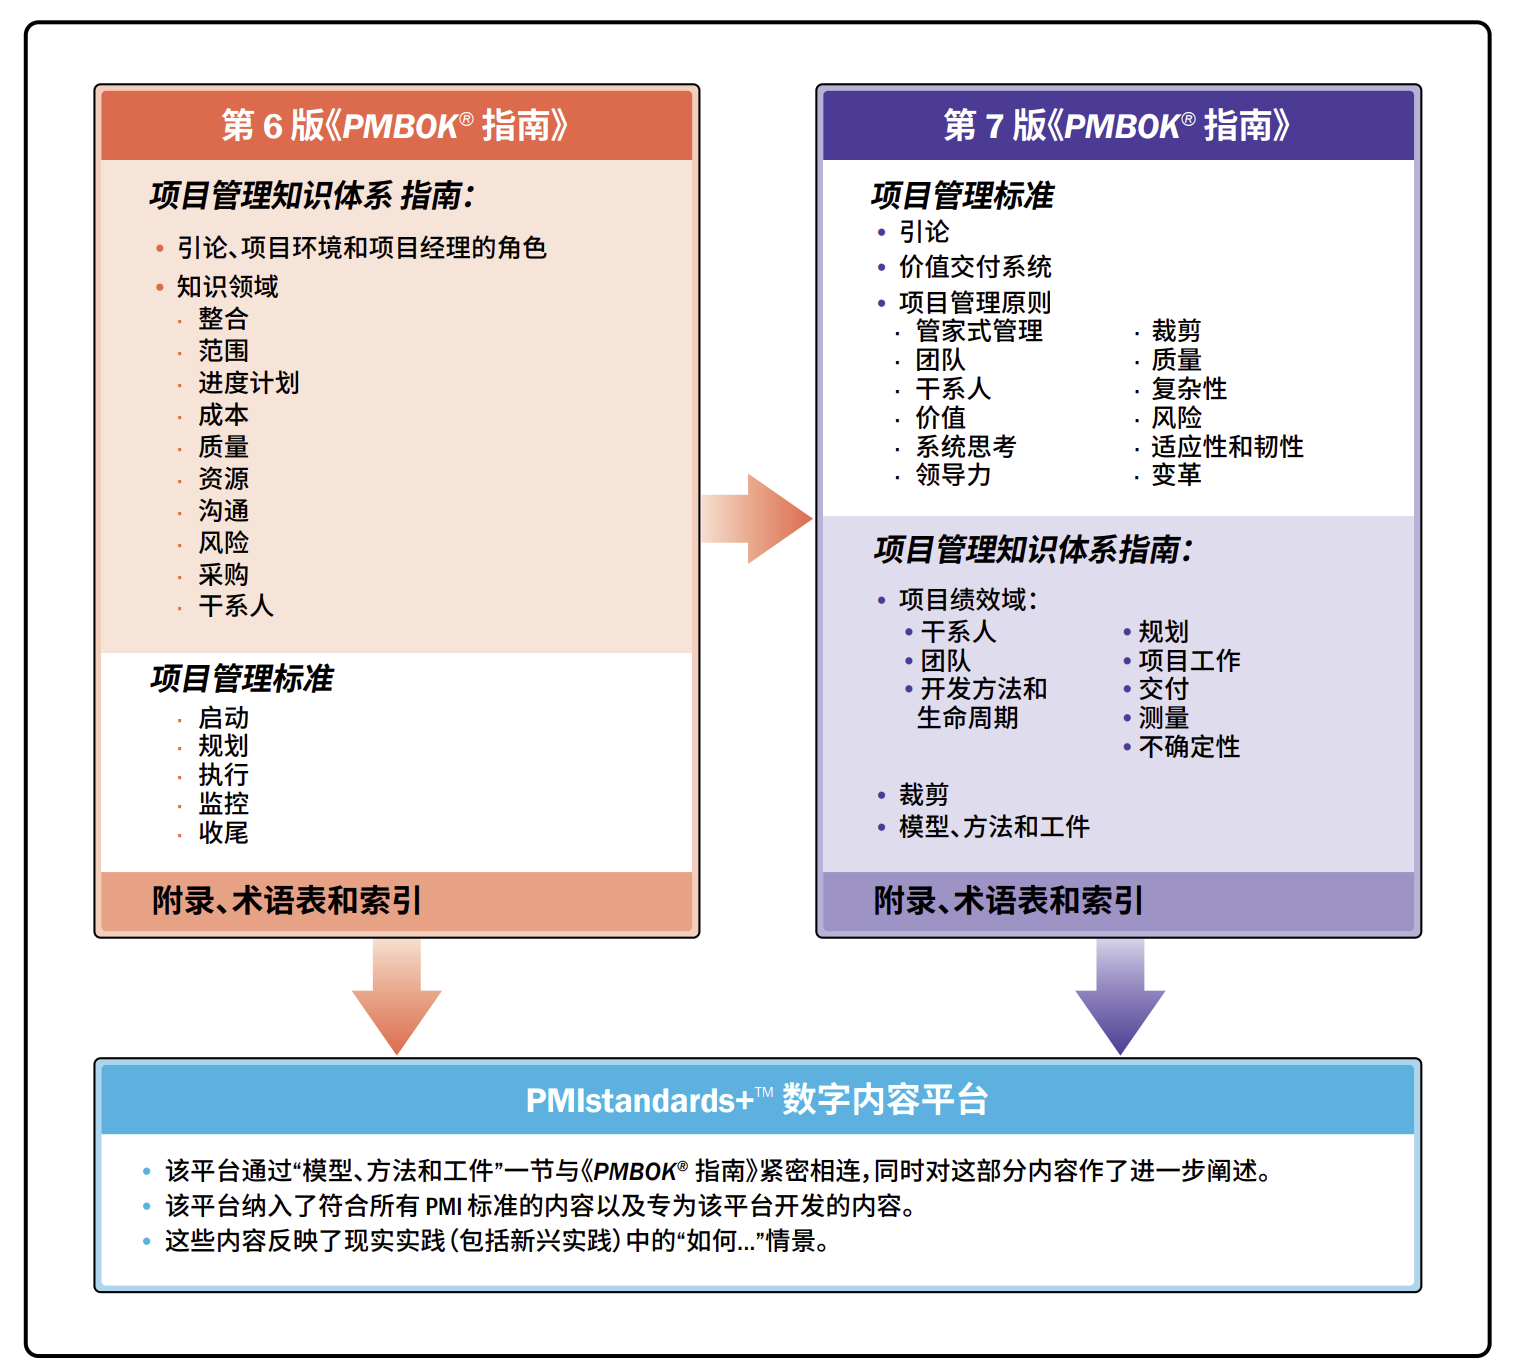 第 6 版《PMBOK® 指南》
项目管理知识体系 指南：
• 引论、项目环境和项目经理的角色
• 知识领域
· 整合
· 范围
· 进度计划
· 成本
· 质量
· 资源
· 沟通
· 风险
· 采购
· 干系人
项目管理标准
· 启动
· 规划
· 执行
· 监控
· 收尾
附录、术语表和索引
第 7 版《PMBOK® 指南》
项目管理标准
• 引论
• 价值交付系统
• 项目管理原则
· 管家式管理
· 团队
· 干系人
· 价值
· 系统思考
· 领导力
· 裁剪
· 质量
· 复杂性
· 风险
· 适应性和韧性
· 变革
项目管理知识体系指南：
• 项目绩效域：
• 干系人
• 团队
• 开发方法和
生命周期
• 规划
• 项目工作
• 交付
• 测量
• 不确定性
• 裁剪
• 模型、方法和工件
附录、术语表和索引
PMIstandards+™ 数字内容平台
• 该平台通过“模型、方法和工件”一节与《PMBOK® 指南》紧密相连，同时对这部分内容作了进一步阐述。
• 该平台纳入了符合所有 PMI 标准的内容以及专为该平台开发的内容。
• 这些内容反映了现实实践（包括新兴实践）中的“如何...”情景。